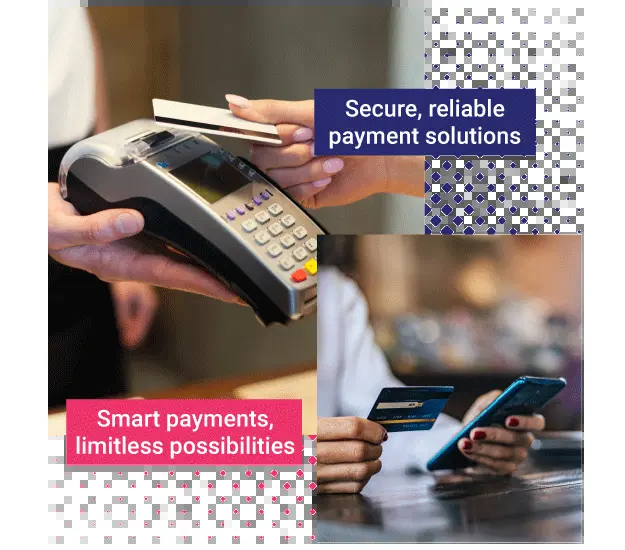 Secure, reliable
payment solutions
Smart payments,
limitless possibilities